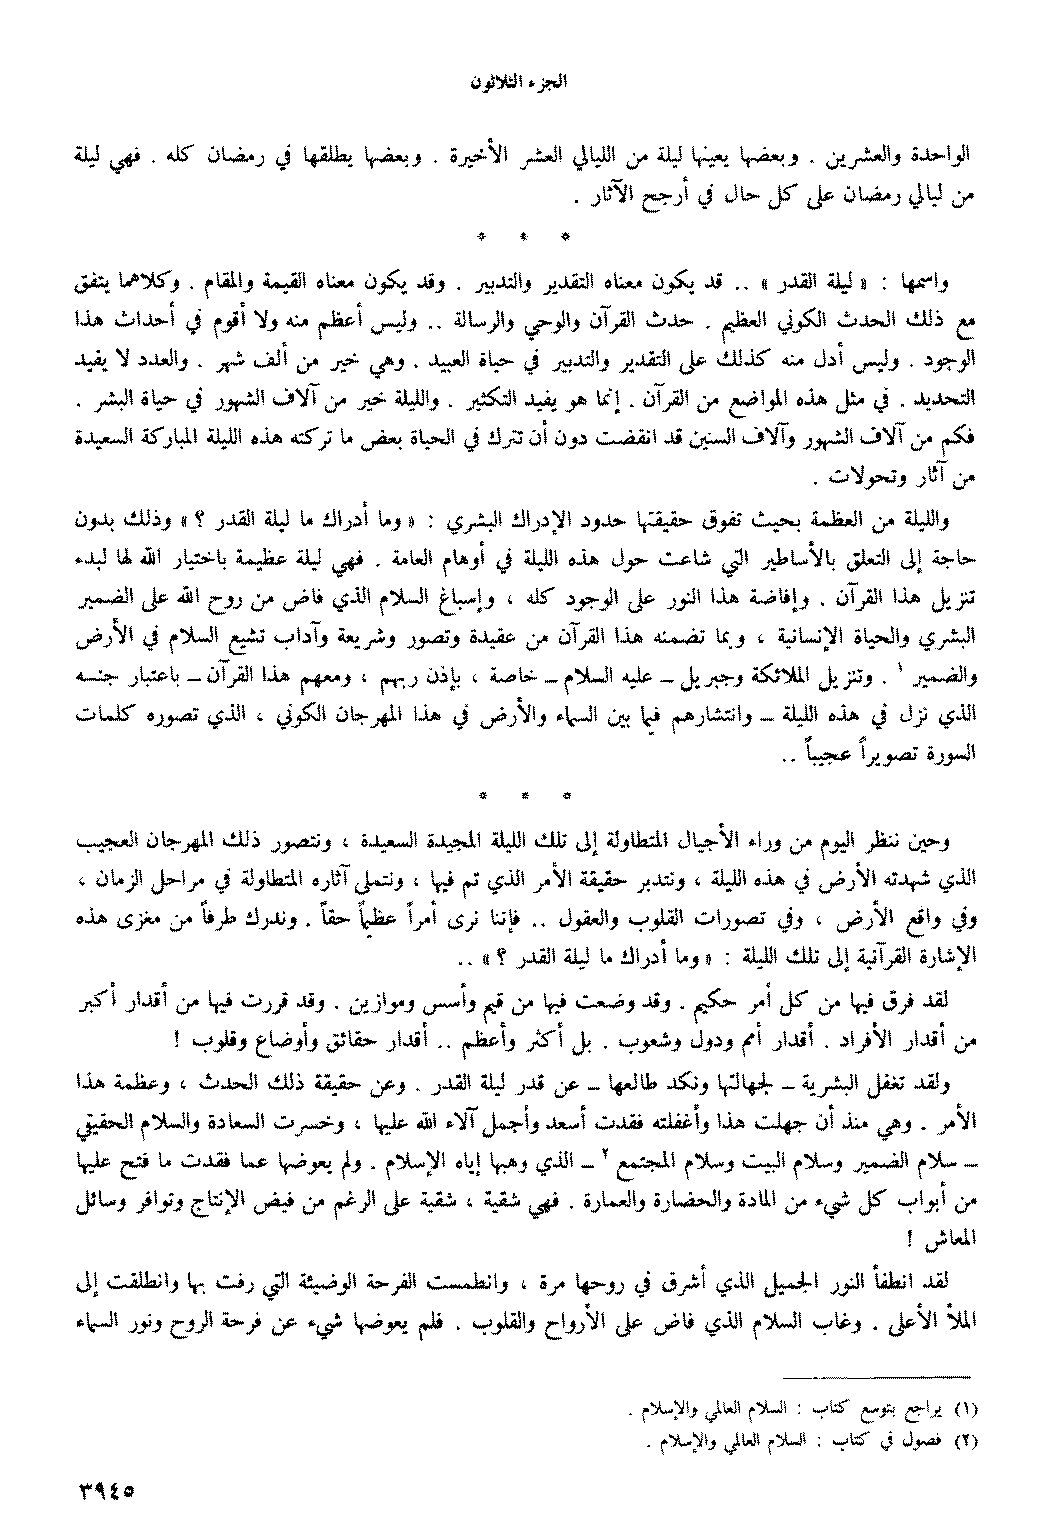 الجزء الثلاثون
الواحدة والعشرين . وبعضها يعينها ليلة من الليالي العشر الأخيرة . وبعضها يطلقها في رمضان كله . فهي ليلة
من ليالي رمضان على كل حال في أرجح الآثار .
* * *
واسمها : « ليلة القدر » .. قد يكون معناه التقدير والتدبير . وقد يكون معناه القيمة والمقام . وكلاهما يتفق
مع ذلك الحدث الكوني العظيم . حدث القرآن والوحي والرسالة .. وليس أعظم منه ولا أقوم في أحداث هذا
الوجود . وليس أدل منه كذلك على التقدير والتدبير في حياة العبيد . وهي خير من ألف شهر . والعدد لا يفيد
التحديد . في مثل هذه المواضع من القرآن . إنما هو يفيد التكثير . والليلة خير من آلاف الشهور في حياة البشر .
فكم من آلاف الشهور وآلاف السنين قد انقضت دون أن تترك في الحياة بعض ما تركته هذه الليلة المباركة السعيدة
من آثار وتحولات .
والليلة من العظمة بحيث تفوق حقيقتها حدود الإدراك البشري : « وما أدراك ما ليلة القدر ؟ » وذلك بدون
حاجة إلى التعلق بالأساطير التي شاعت حول هذه الليلة في أوهام العامة . فهي ليلة عظيمة باختيار الله لها لبدء
تنزيل هذا القرآن . وإفاضة هذا النور على الوجود كله ، وإسباغ السلام الذي فاض من روح الله على الضمير
البشري والحياة الإنسانية ، وبما تضمنه هذا القرآن من عقيدة وتصور وشريعة وآداب تشيع السلام في الأرض
والضمير ١ . وتنزيل الملائكة وجبريل – عليه السلام – خاصة ، بإذن ربهم ، ومعهم هذا القرآن – باعتبار جنسه
الذي نزل في هذه الليلة – وانتشارهم فيما بين السماء والأرض في هذا المهرجان الكوني ، الذي تصوره كلمات
السورة تصويراً عجيباً ..
* * *
وحين ننظر اليوم من وراء الأجيال المتطاولة إلى تلك الليلة المجيدة السعيدة ، ونتصور ذلك المهرجان العجيب
الذي شهدته الأرض في هذه الليلة ، ونتدبر حقيقة الأمر الذي تم فيها ، ونتملى آثاره المتطاولة في مراحل الزمان ،
وفي واقع الأرض ، وفي تصورات القلوب والعقول .. فإننا نرى أمراً عظيماً حقاً . وندرك طرفاً من مغزى هذه
الإشارة القرآنية إلى تلك الليلة : « وما أدراك ما ليلة القدر ؟ » ..
لقد فرق فيها من كل أمر حكيم . وقد وضعت فيها من قيم وأسس وموازين . وقد قررت فيها من أقدار أكبر
من أقدار الأفراد . أقدار أمم ودول وشعوب . بل أكثر وأعظم .. أقدار حقائق وأوضاع وقلوب !
ولقد تغفل البشرية – لجهالتها ونكد طالعها – عن قدر ليلة القدر . وعن حقيقة ذلك الحدث ، وعظمة هذا
الأمر . وهي منذ أن جهلت هذا وأغفلته فقدت أسعد وأجمل آلاء الله عليها ، وخسرت السعادة والسلام الحقيقي
– سلام الضمير وسلام البيت وسلام المجتمع ٢ – الذي وهبها إياه الإسلام . ولم يعوضها عما فقدت ما فتح عليها
من أبواب كل شيء من المادة والحضارة والعمارة . فهي شقية ، شقية على الرغم من فيض الإنتاج وتوافر وسائل
المعاش !
لقد انطفأ النور الجميل الذي أشرق في روحها مرة ، وانطمست الفرحة الوضيئة التي رفت بها وانطلقت إلى
الملأ الأعلى . وغاب السلام الذي فاض على الأرواح والقلوب . فلم يعوضها شيء عن فرحة الروح ونور السماء
(١) يراجع بتوسع كتاب : السلام العالمي والإسلام .
(٢) فصول في كتاب : السلام العالمي والإسلام .
٣٩٤٥